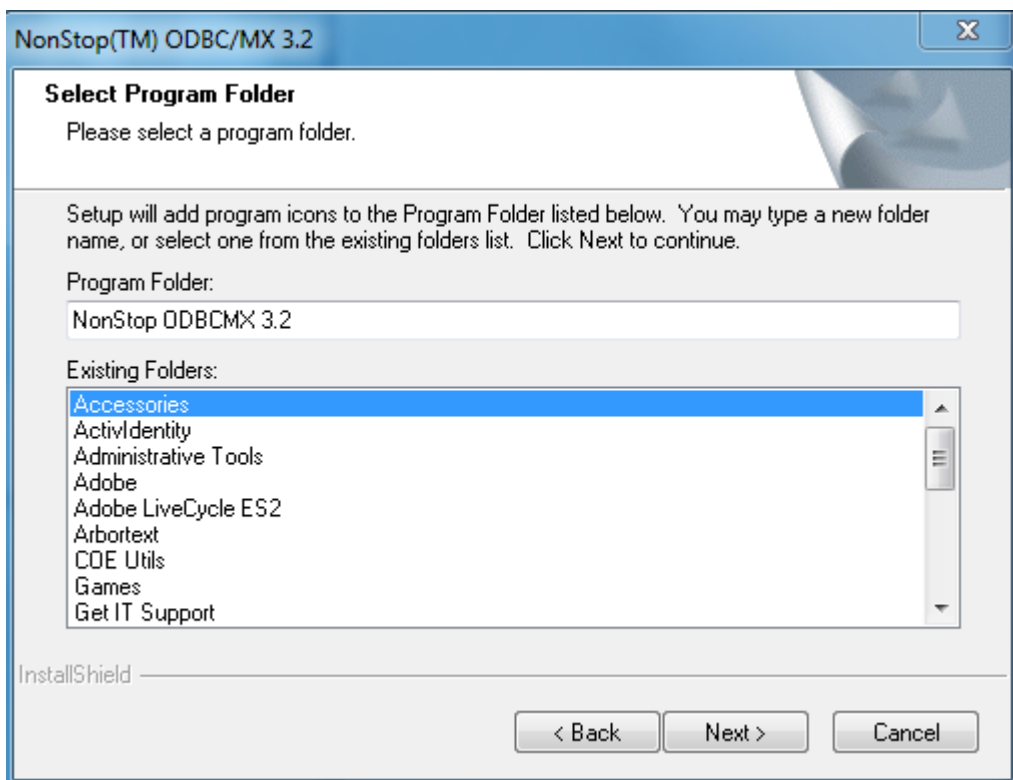 NonStop(TM) ODBC/MX 3.2
Select Program Folder
Please select a program folder.
Setup will add program icons to the Program Folder listed below.  You may type a new folder
name, or select one from the existing folders list.  Click Next to continue.
Program Folder:
NonStop ODBCMX 3.2
Existing Folders:
Accessories
ActivIdentity
Administrative Tools
Adobe
Adobe LiveCycle ES2
Arbortext
COE Utils
Games
Get IT Support
InstallShield
< Back Next > Cancel